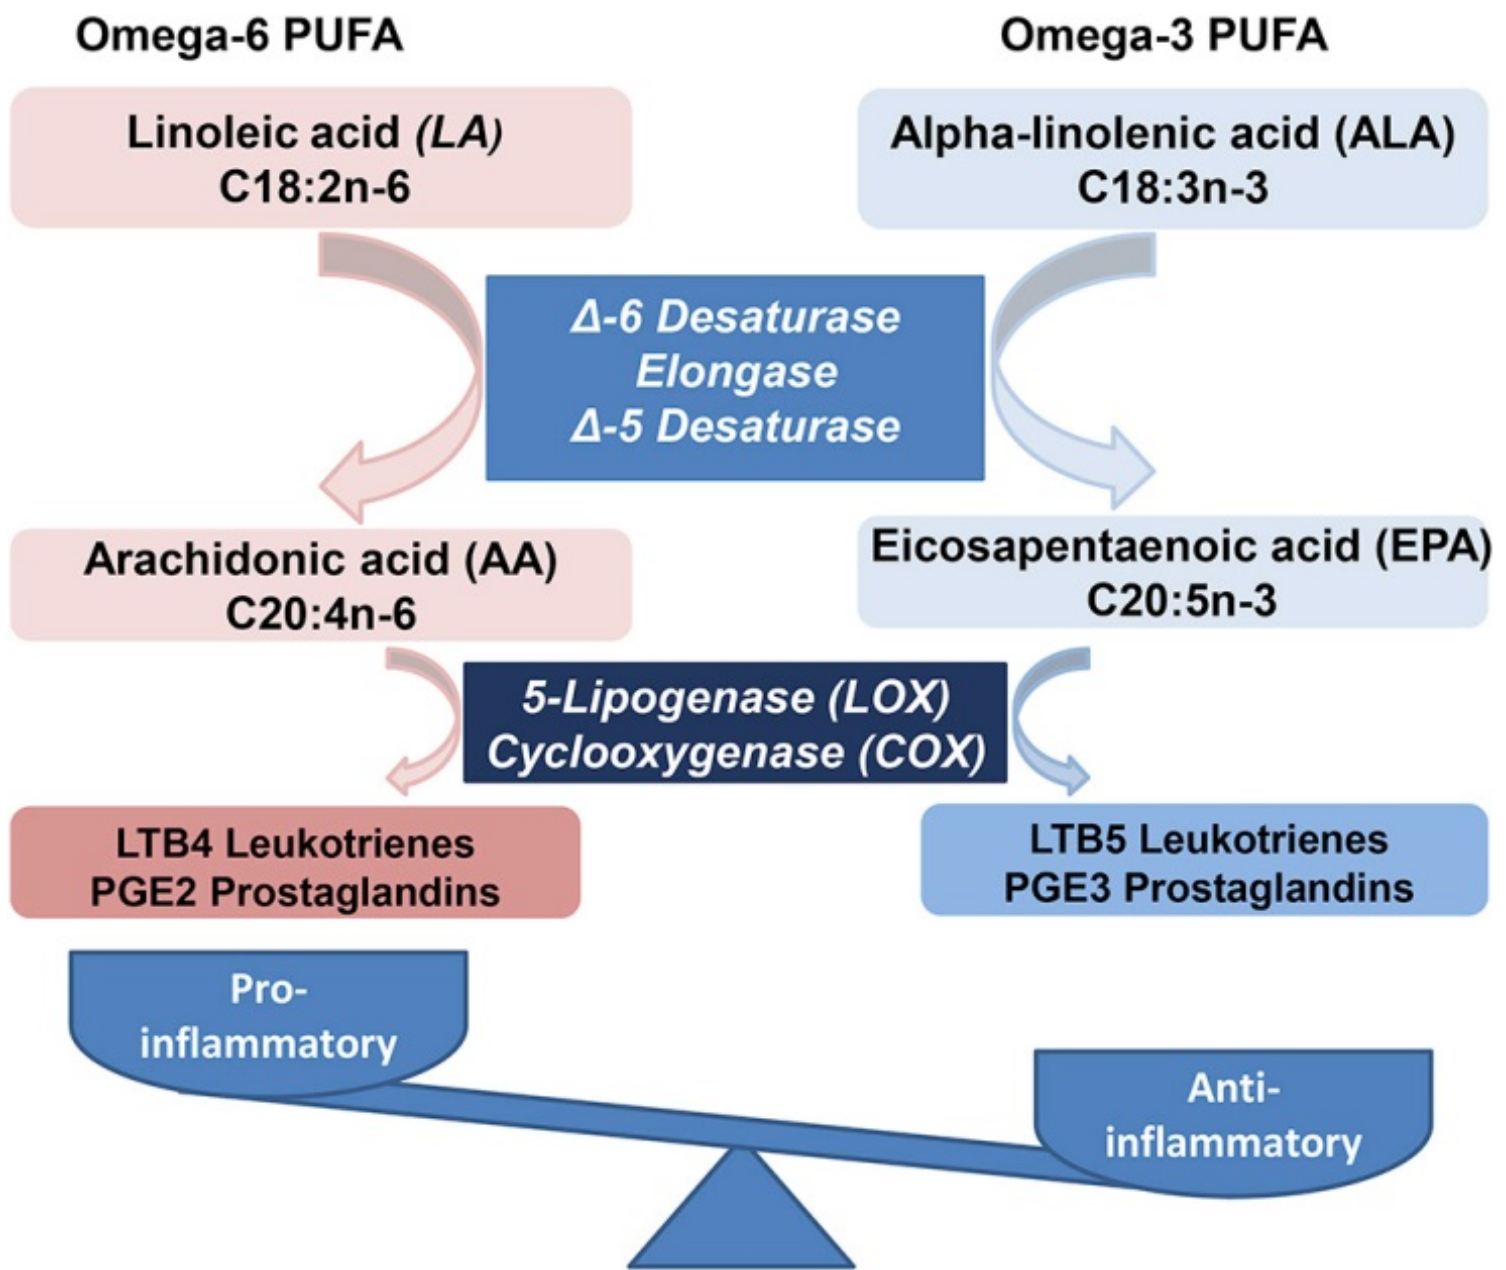 Omega-6 PUFA
Omega-3 PUFA
Linoleic acid (LA)
C18:2n-6
Alpha-linolenic acid (ALA)
C18:3n-3
Δ-6 Desaturase
Elongase
Δ-5 Desaturase
Arachidonic acid (AA)
C20:4n-6
Eicosapentaenoic acid (EPA)
C20:5n-3
5-Lipogenase (LOX)
Cyclooxygenase (COX)
LTB4 Leukotrienes
PGE2 Prostaglandins
LTB5 Leukotrienes
PGE3 Prostaglandins
Pro-
inflammatory
Anti-
inflammatory